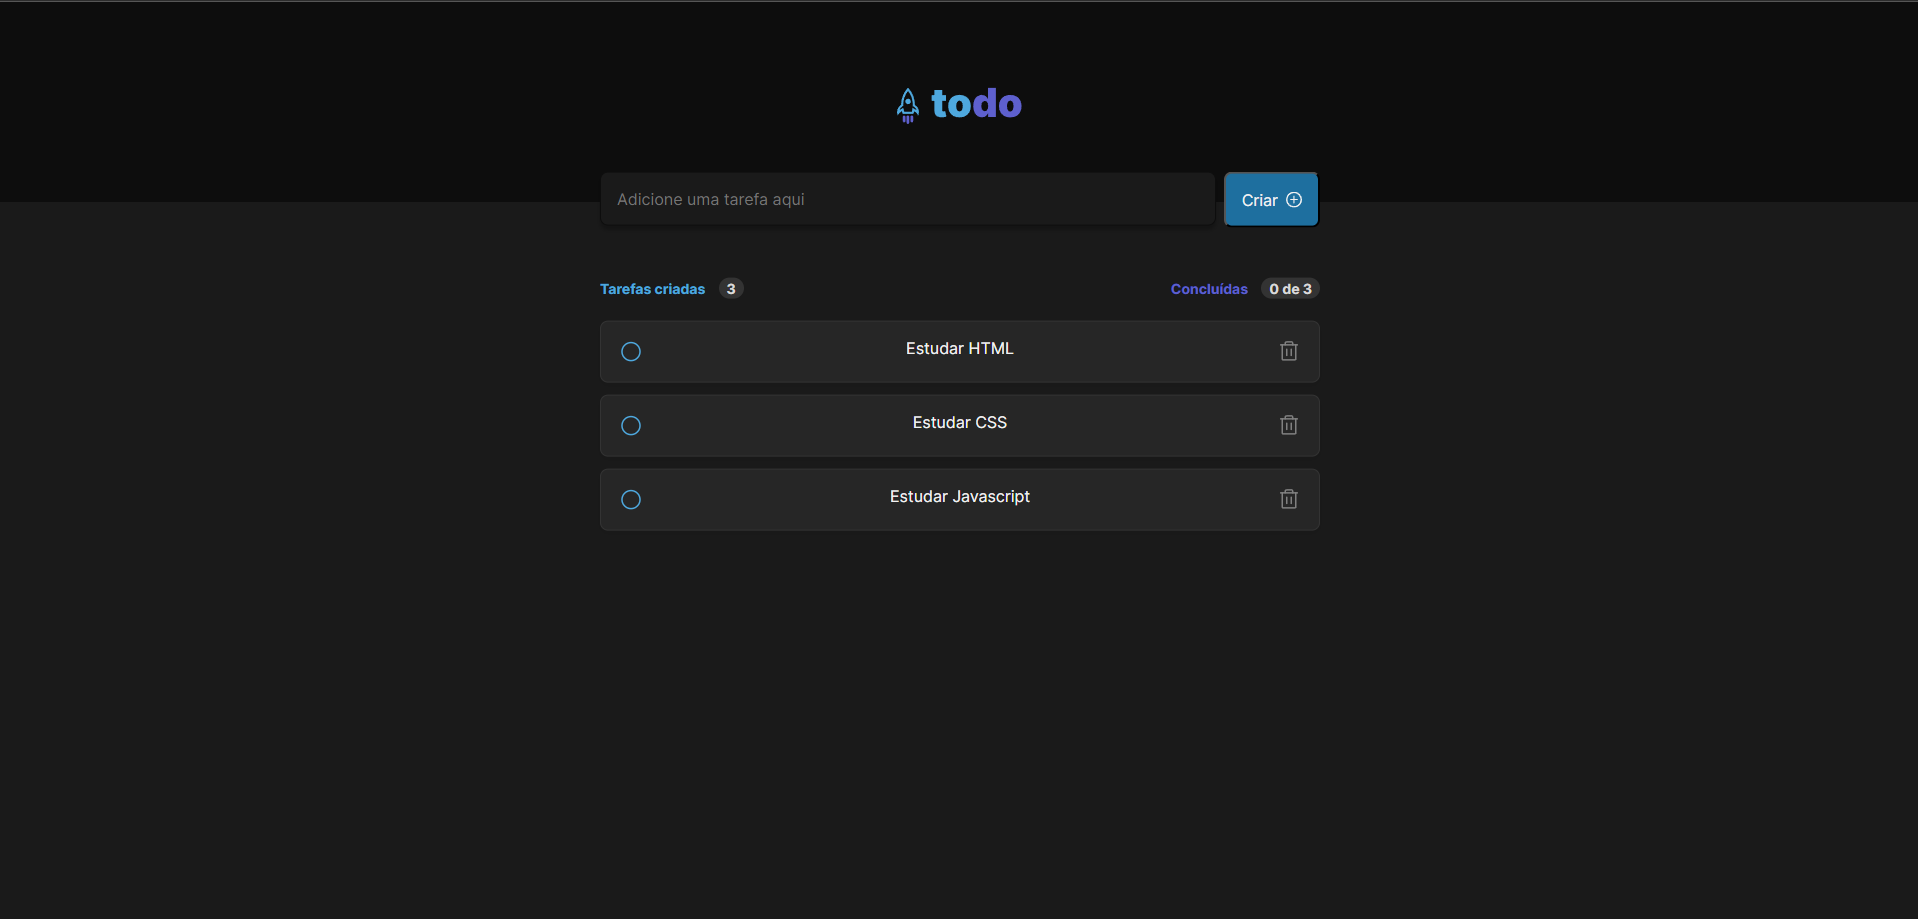 todo
Adicione uma tarefa aqui
Criar
Tarefas criadas 3
Concluídas 0 de 3
Estudar HTML
Estudar CSS
Estudar Javascript